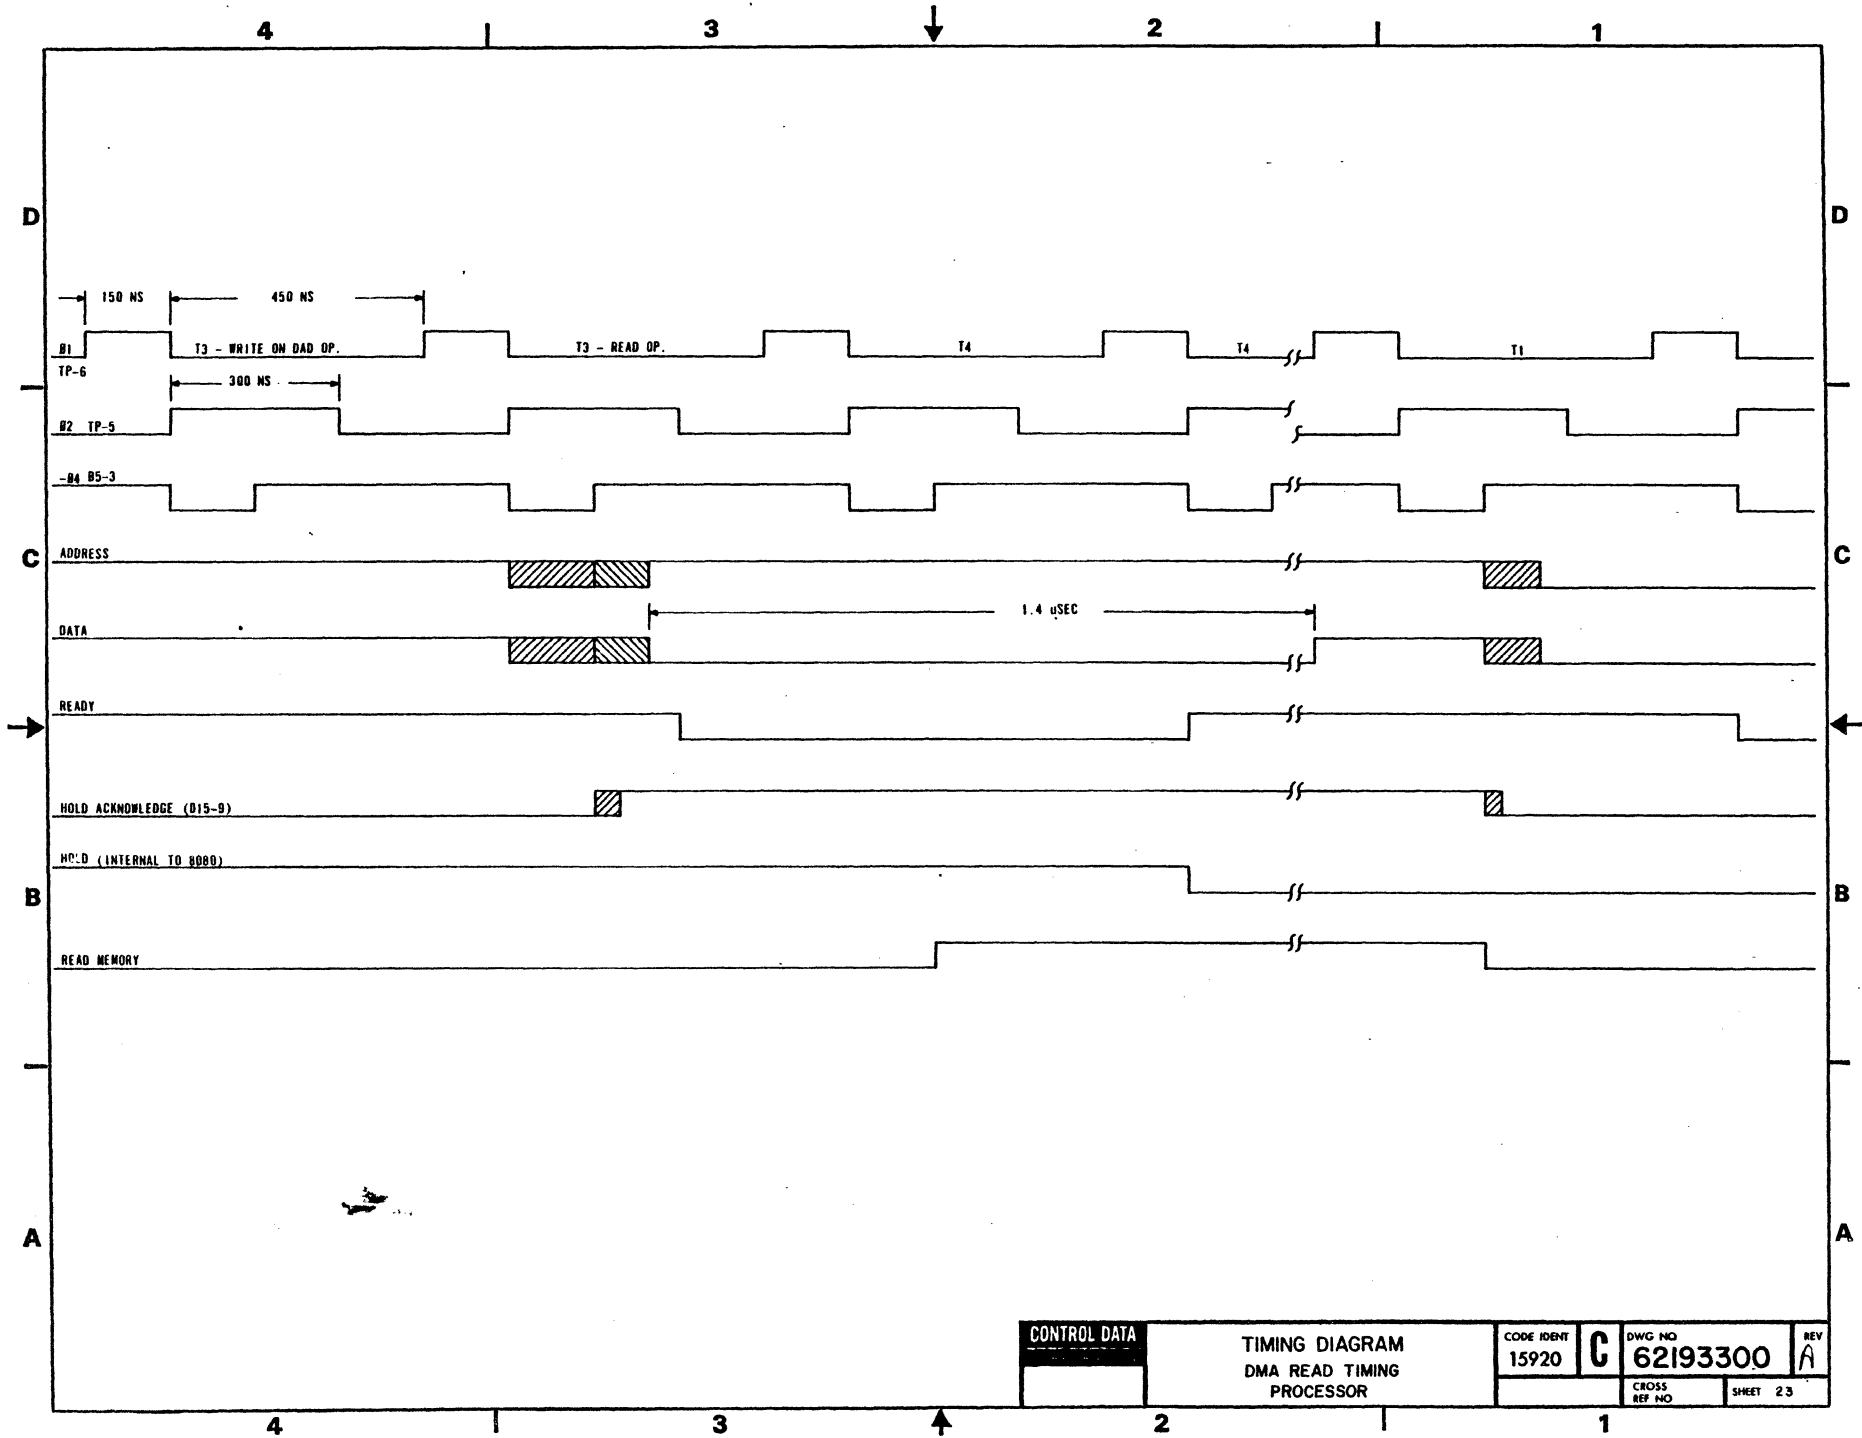 4 3 2 1
D D
150 NS 450 NS
Ø1 T3 - WRITE ON DAD OP. T3 - READ OP. T4 T4 T1
TP-6
300 NS
Ø2 TP-5
-Ø4 B5-3
C ADDRESS C
1.4 uSEC
DATA
READY
HOLD ACKNOWLEDGE (D15-9)
HOLD (INTERNAL TO 8080)
B B
READ MEMORY
A A
CONTROL DATA
TIMING DIAGRAM
DMA READ TIMING
PROCESSOR
CODE IDENT
15920
C
DWG NO
62193300
REV
A
CROSS
REF NO
SHEET 23
4 3 2 1